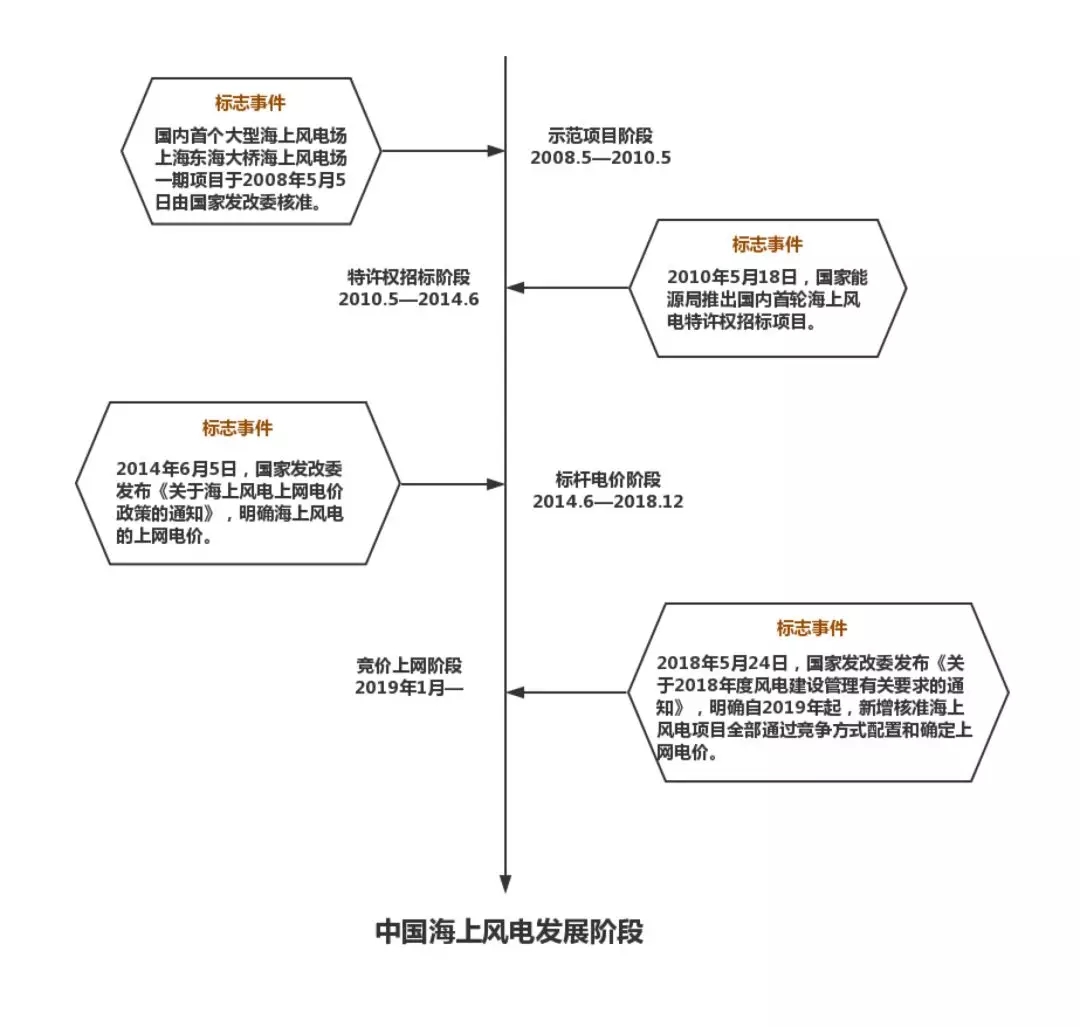 标志事件
国内首个大型海上风电场
上海东海大桥海上风电场
一期项目于2008年5月5
日由国家发改委核准。
示范项目阶段
2008.5—2010.5
标志事件
2010年5月18日，国家能
源局推出国内首轮海上风
电特许权招标项目。
特许权招标阶段
2010.5—2014.6
标志事件
2014年6月5日，国家发改委
发布《关于海上风电上网电价
政策的通知》，明确海上风电
的上网电价。
标杆电价阶段
2014.6—2018.12
标志事件
2018年5月24日，国家发改委发布《关
于2018年度风电建设管理有关要求的通
知》，明确自2019年起，新增核准海上
风电项目全部通过竞争方式配置和确定上
网电价。
竞价上网阶段
2019年1月—
中国海上风电发展阶段